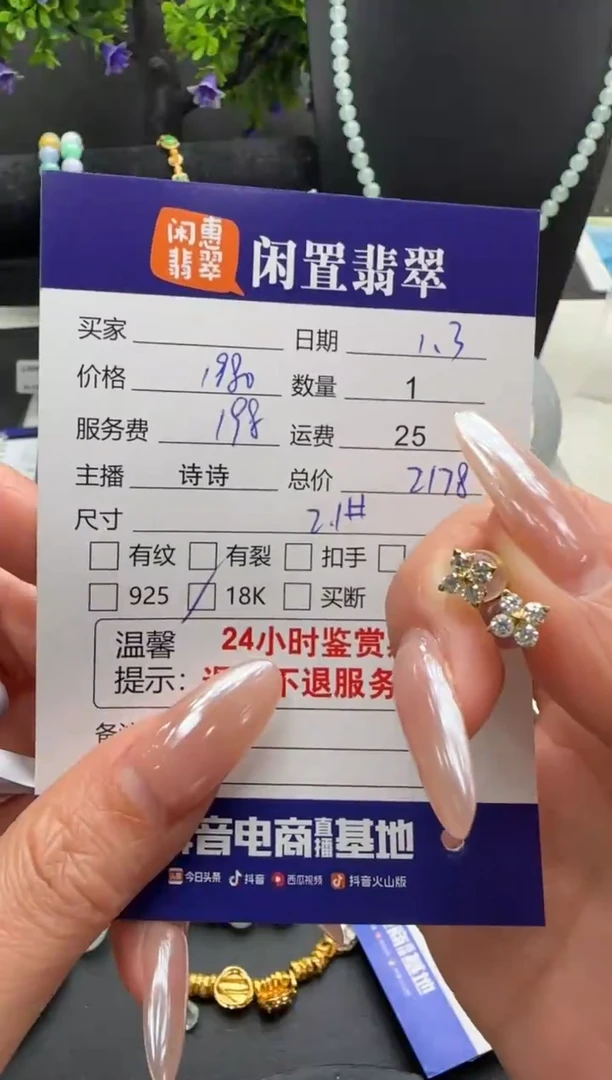 闲惠
翡翠 闲置翡翠
买家 日期 1.3
价格 1980 数量 1
服务费 198 运费 25
主播 诗诗 总价 2178
尺寸 2.1#
有纹 有裂 扣手
925 18K 买断
温馨 24小时鉴赏
提示: 不退服务
音电商直播基地
今日头条 抖音 西瓜视频 抖音火山版